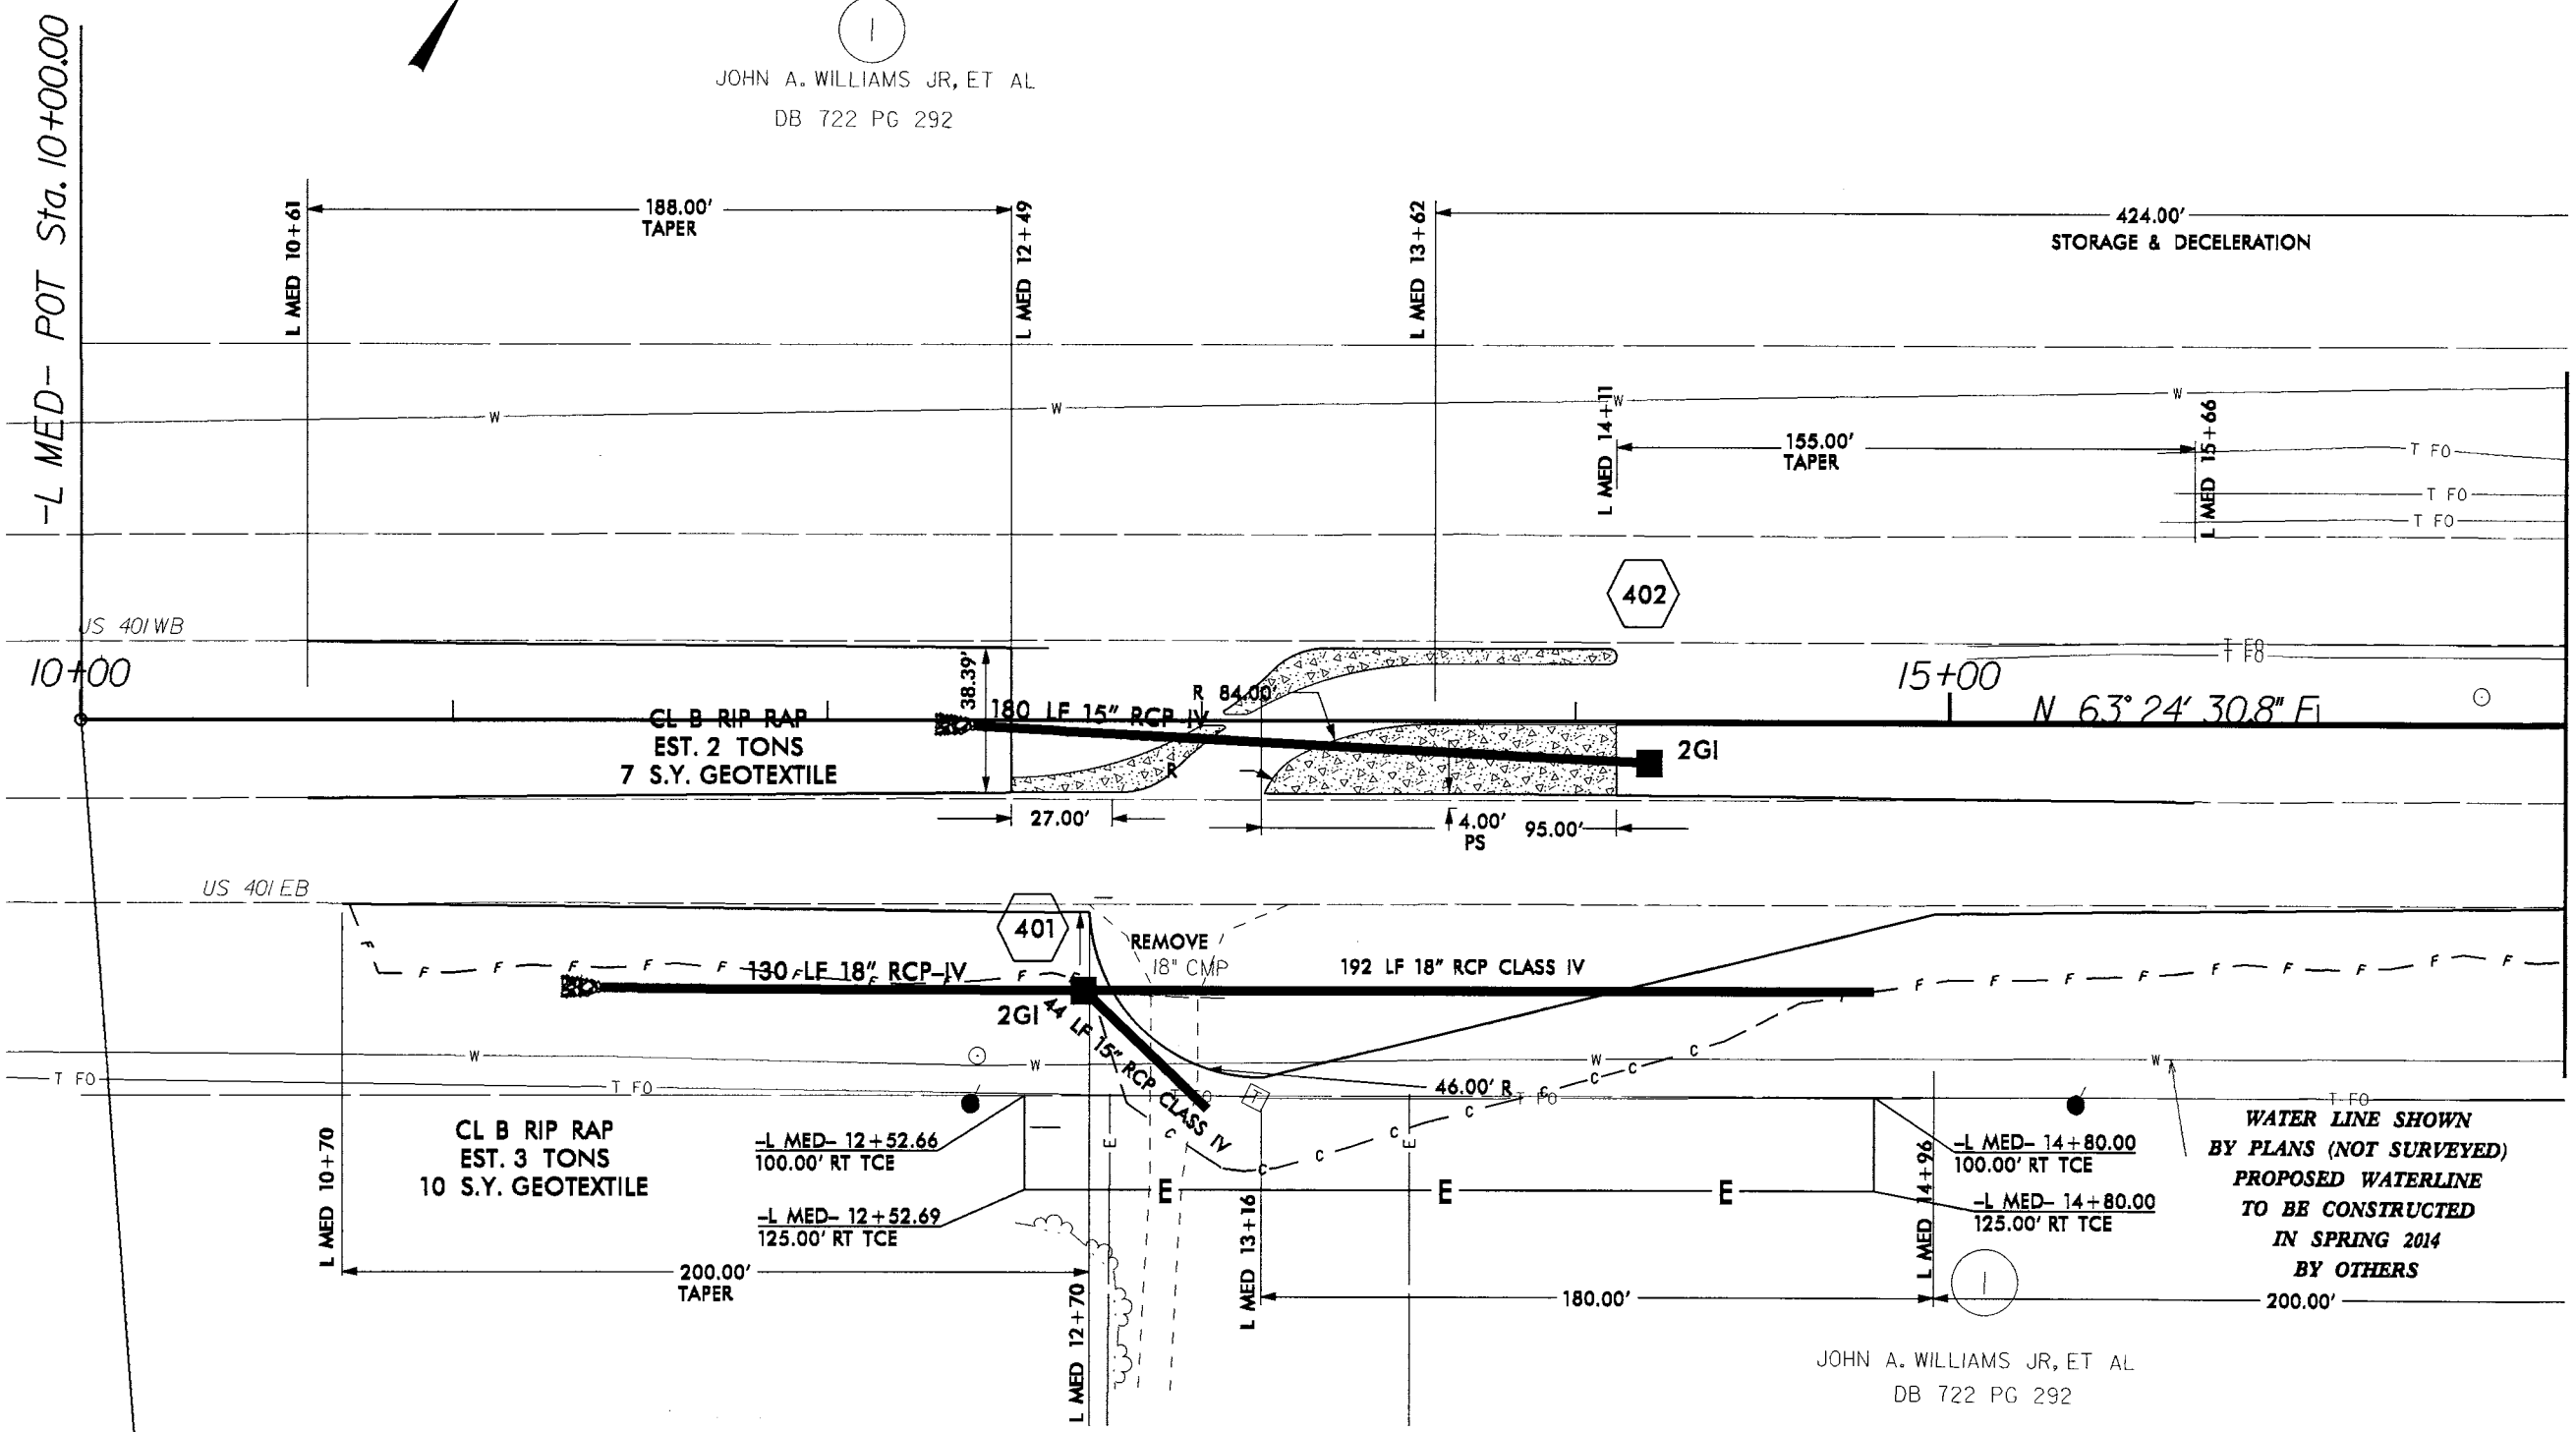 -L MED- POT Sta. 10+00.00
1
JOHN A. WILLIAMS JR, ET AL
DB 722 PG 292
L MED 10+61
188.00'
TAPER
L MED 12+49
L MED 13+62
424.00'
STORAGE & DECELERATION
W
W
W
W
L MED 14+11
155.00'
TAPER
L MED 15+66
T FO
T FO
T FO
402
US 401 WB
T FO
T FO
10+00
15+00
N 63° 24' 30.8" E
38.39'
180 LF 15" RCP-IV
R 84.00'
CL B RIP RAP
EST. 2 TONS
7 S.Y. GEOTEXTILE
R
2GI
27.00'
4.00'
PS
95.00'
US 401 EB
401
REMOVE
18" CMP
F
F
F
F
F
F
F
F
F
130 LF 18" RCP-IV
192 LF 18" RCP CLASS IV
F
F
F
F
F
F
F
F
F
2GI
44 LF 15" RCP CLASS IV
W
W
W
W
T FO
T FO
T FO
T FO
46.00' R
T
C
C
C
C
C
C
C
C
C
E
E
CL B RIP RAP
EST. 3 TONS
10 S.Y. GEOTEXTILE
-L MED- 12+52.66
100.00' RT TCE
-L MED- 12+52.69
125.00' RT TCE
E
E
E
-L MED- 14+80.00
100.00' RT TCE
-L MED- 14+80.00
125.00' RT TCE
WATER LINE SHOWN
BY PLANS (NOT SURVEYED)
PROPOSED WATERLINE
TO BE CONSTRUCTED
IN SPRING 2014
BY OTHERS
L MED 10+70
200.00'
TAPER
L MED 12+70
L MED 13+16
180.00'
L MED 14+96
1
200.00'
JOHN A. WILLIAMS JR, ET AL
DB 722 PG 292